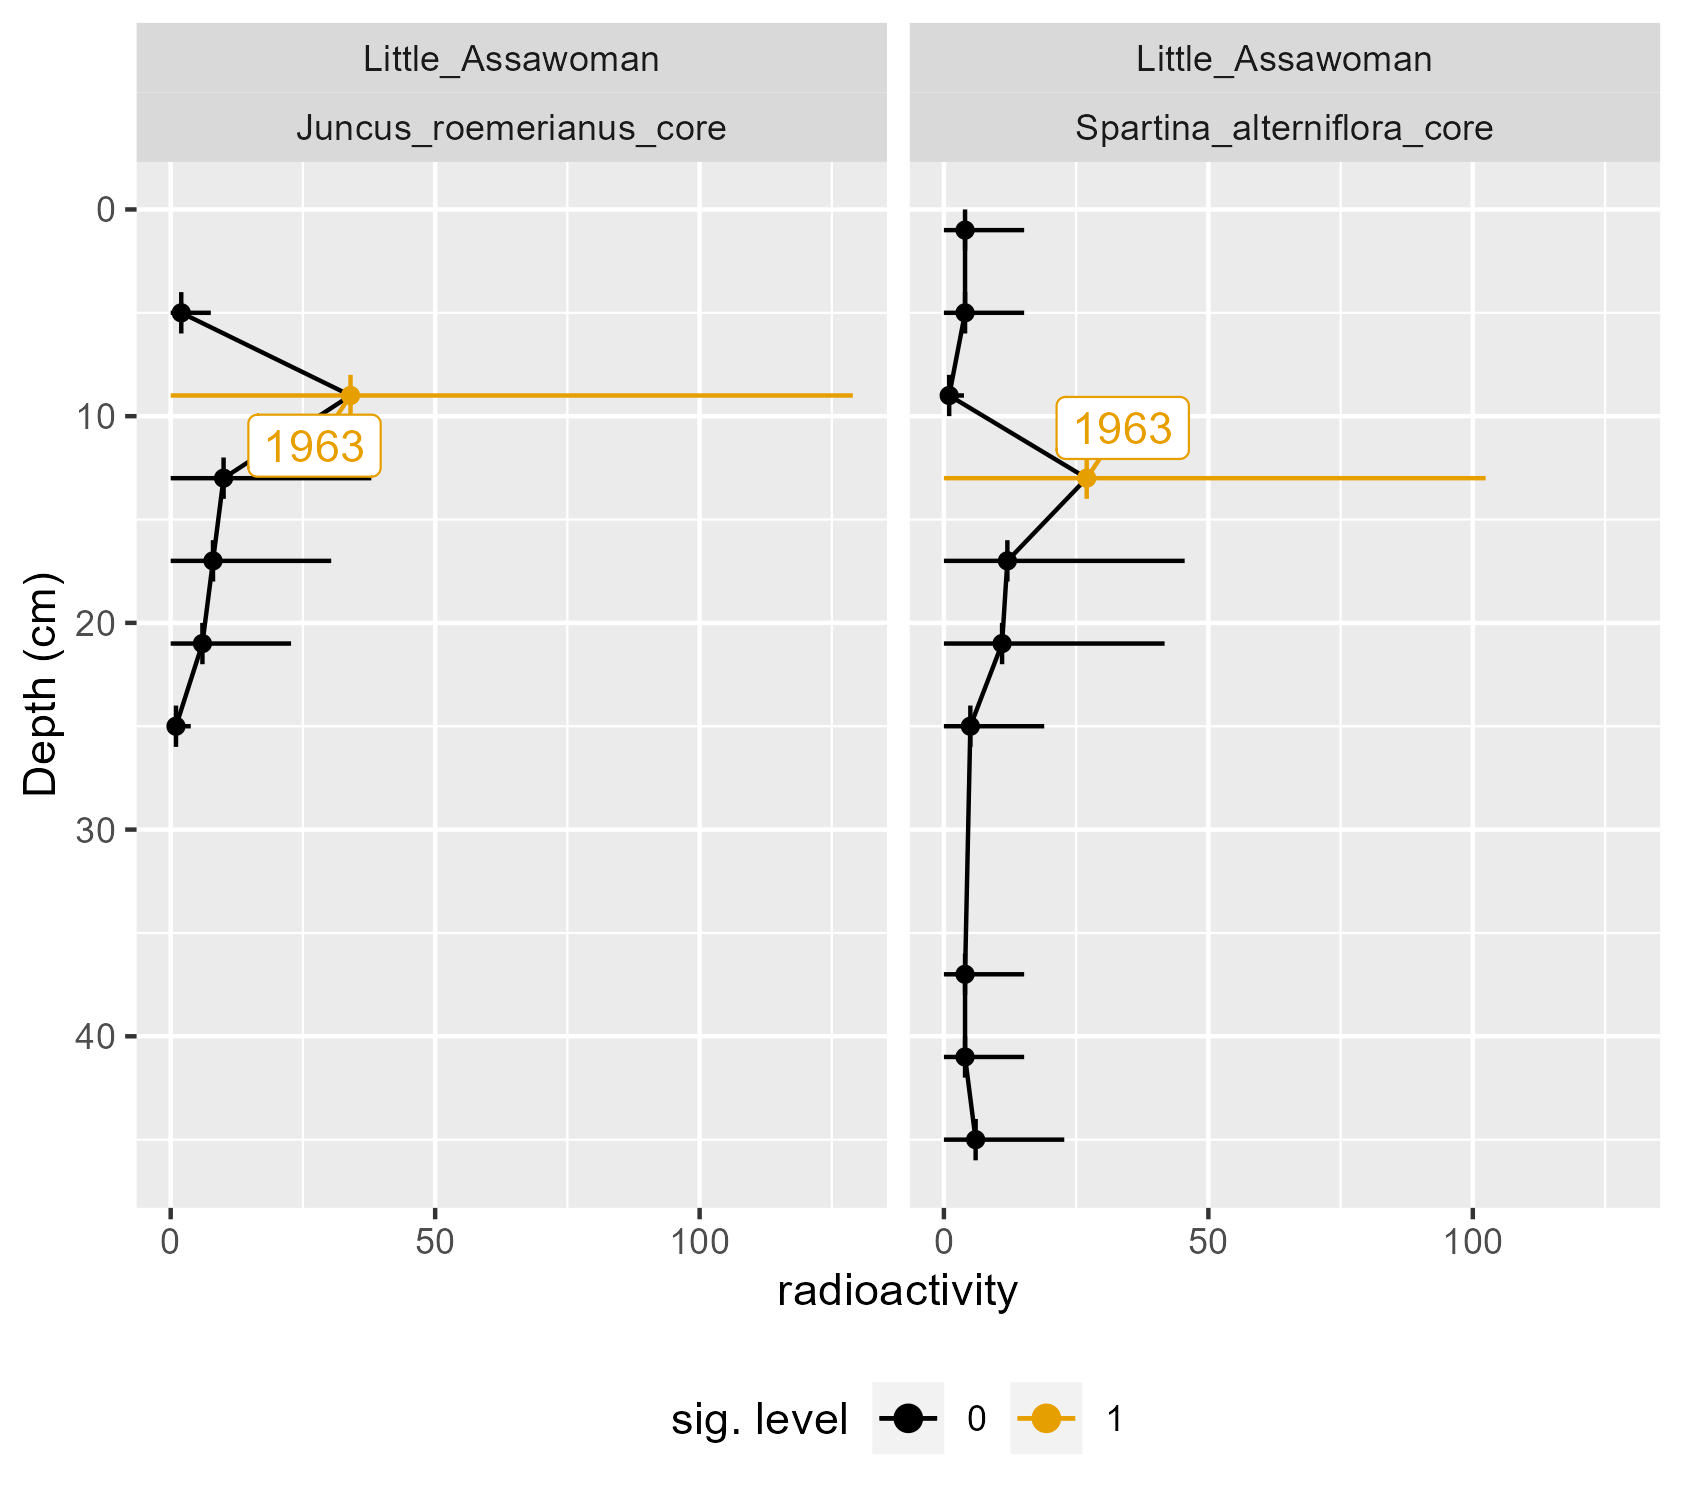 Little_Assawoman
Little_Assawoman
Juncus_roemerianus_core
Spartina_alterniflora_core
0
10
20
30
40
Depth (cm)
1963
1963
0
50
100
0
50
100
radioactivity
sig. level
0
1